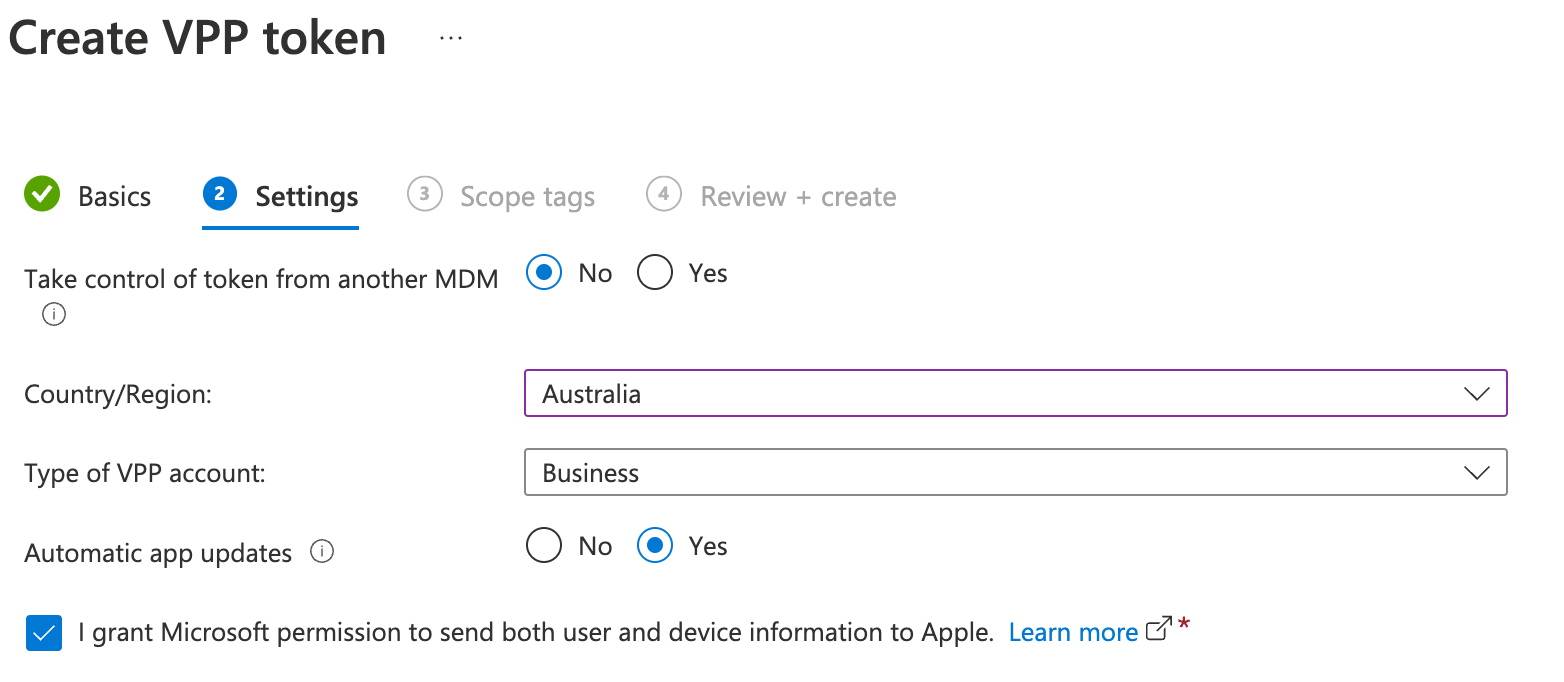 Create VPP token ...
Basics 2 Settings 3 Scope tags 4 Review + create
Take control of token from another MDM No Yes
Country/Region: Australia
Type of VPP account: Business
Automatic app updates No Yes
I grant Microsoft permission to send both user and device information to Apple. Learn more *